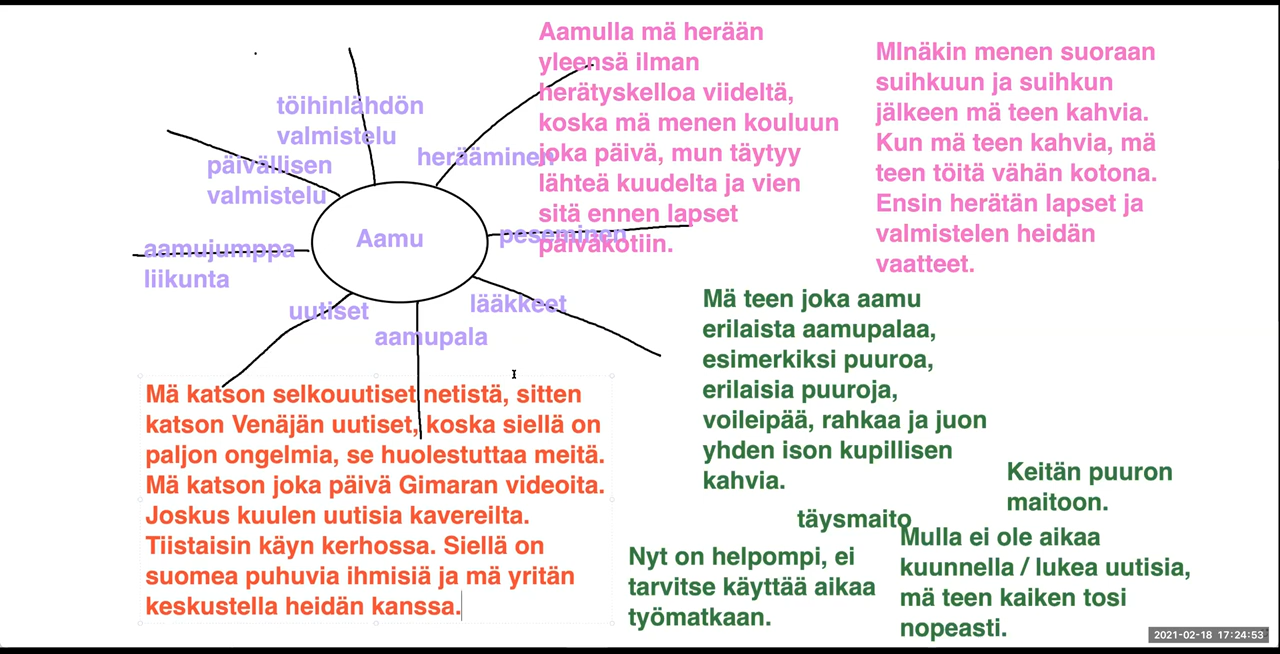 Aamulla mä herään
yleensä ilman
herätyskelloa viideltä,
koska mä menen kouluun
joka päivä, mun täytyy
lähteä kuudelta ja vien
sitä ennen lapset
päiväkotiin.
MInäkin menen suoraan
suihkuun ja suihkun
jälkeen mä teen kahvia.
Kun mä teen kahvia, mä
teen töitä vähän kotona.
Ensin herätän lapset ja
valmistelen heidän
vaatteet.
töihinlähdön
valmistelu
herääminen
päivällisen
valmistelu
Aamu
peseminen
aamujumppa
liikunta
uutiset
lääkkeet
aamupala
Mä teen joka aamu
erilaista aamupalaa,
esimerkiksi puuroa,
erilaisia puuroja,
voileipää, rahkaa ja juon
yhden ison kupillisen
kahvia.
Mä katson selkouutiset netistä, sitten
katson Venäjän uutiset, koska siellä on
paljon ongelmia, se huolestuttaa meitä.
Mä katson joka päivä Gimaran videoita.
Joskus kuulen uutisia kavereilta.
Tiistaisin käyn kerhossa. Siellä on
suomea puhuvia ihmisiä ja mä yritän
keskustella heidän kanssa.
Keitän puuron
maitoon.
täysmaito
Nyt on helpompi, ei
tarvitse käyttää aikaa
työmatkaan.
Mulla ei ole aikaa
kuunnella / lukea uutisia,
mä teen kaiken tosi
nopeasti.
2021-02-18 17:24:53